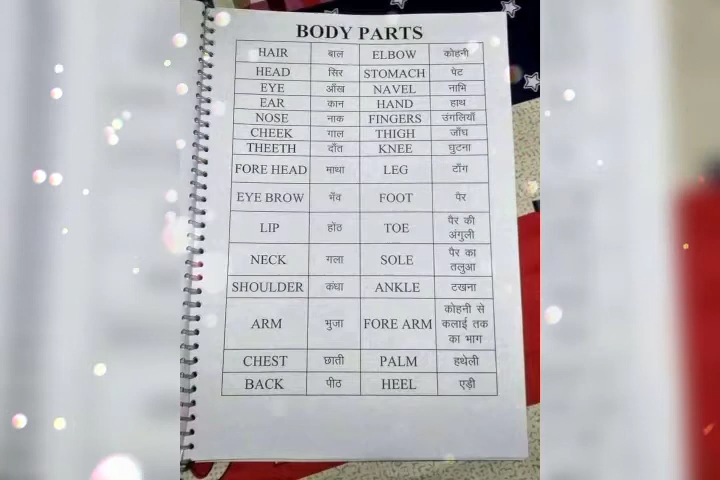 BODY PARTS
HAIR बाल ELBOW कोहनी
HEAD सिर STOMACH पेट
EYE आँख NAVEL नाभि
EAR कान HAND हाथ
NOSE नाक FINGERS उंगलियाँ
CHEEK गाल THIGH जाँघ
THEETH दाँत KNEE घुटना
FORE HEAD माथा LEG टाँग
EYE BROW भँव FOOT पैर
LIP होंठ TOE पैर की
अंगुली
NECK गला SOLE पैर का
तलुआ
SHOULDER कंधा ANKLE टखना
ARM भुजा FORE ARM कोहनी से
कलाई तक
का भाग
CHEST छाती PALM हथेली
BACK पीठ HEEL एड़ी